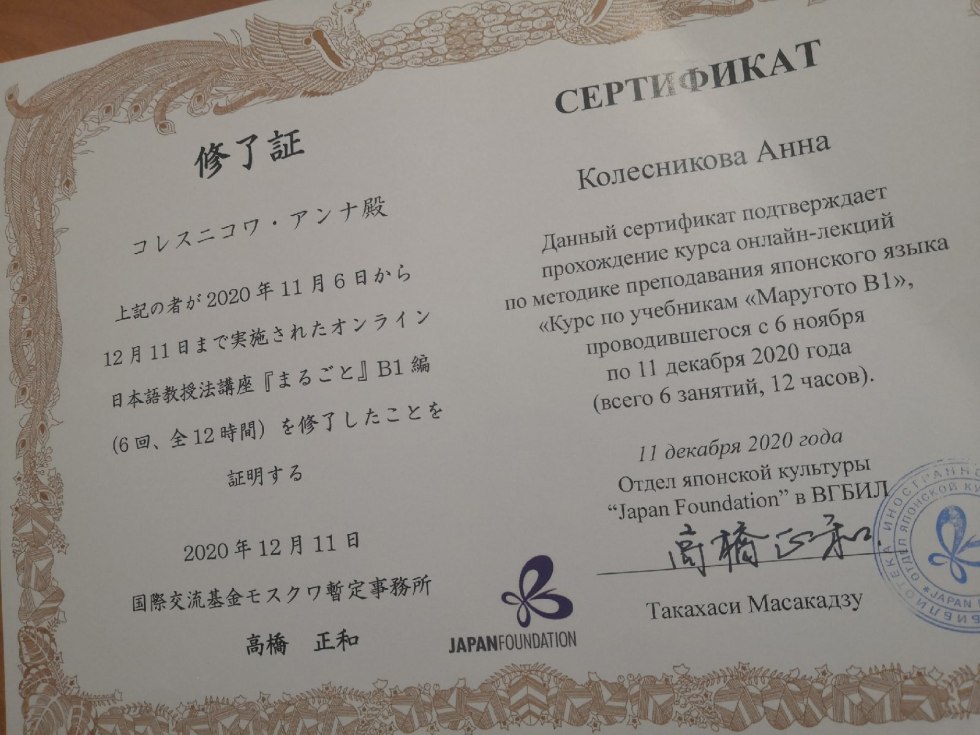 修了証
コレスニコワ・アンナ殿
上記の者が2020年11月6日から
12月11日まで実施されたオンライン
日本語教授法講座『まるごと』B1編
(6回、全12時間）を修了したことを
証明する
2020年12月11日
国際交流基金モスクワ暫定事務所
高橋　正和
JAPANFOUNDATION
СЕРТИФИКАТ
Колесникова Анна
Данный сертификат подтверждает
прохождение курса онлайн-лекций
по методике преподавания японского языка
«Курс по учебникам «Маругото B1»,
проводившегося с 6 ноября
по 11 декабря 2020 года
(всего 6 занятий, 12 часов).
11 декабря 2020 года
Отдел японской культуры
“Japan Foundation” в ВГБИЛ
高橋正和
Такахаси Масакадзу
ОТДЕЛ ЯПОНСКОЙ
JAPAN